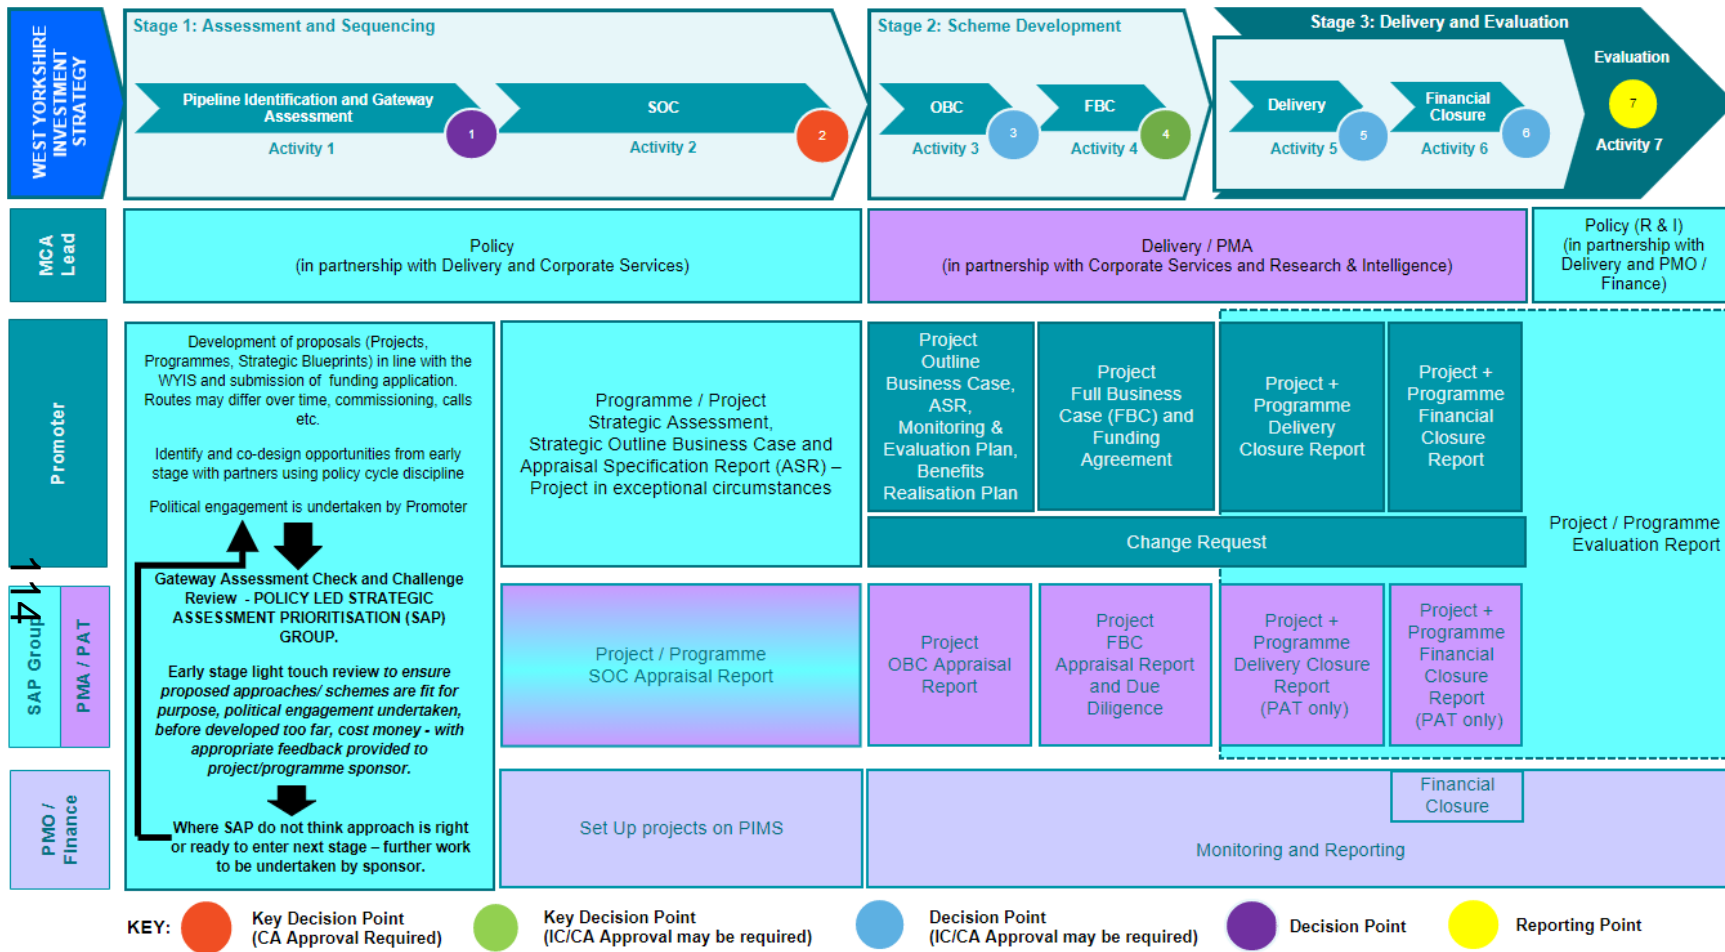 WEST YORKSHIRE
INVESTMENT
STRATEGY
Stage 1: Assessment and Sequencing
Pipeline Identification and Gateway
Assessment
1
Activity 1
SOC
2
Activity 2
Stage 2: Scheme Development
OBC
3
Activity 3
FBC
4
Activity 4
Stage 3: Delivery and Evaluation
Delivery
5
Activity 5
Financial
Closure
6
Activity 6
Evaluation
7
Activity 7
MCA
Lead
Policy
(in partnership with Delivery and Corporate Services)
Delivery / PMA
(in partnership with Corporate Services and Research & Intelligence)
Policy (R & I)
(in partnership with
Delivery and PMO /
Finance)
Promoter
Development of proposals (Projects,
Programmes, Strategic Blueprints) in line with the
WYIS and submission of funding application.
Routes may differ over time, commissioning, calls
etc.
Identify and co-design opportunities from early
stage with partners using policy cycle discipline
Political engagement is undertaken by Promoter
Programme / Project
Strategic Assessment,
Strategic Outline Business Case and
Appraisal Specification Report (ASR) –
Project in exceptional circumstances
Project
Outline
Business Case,
ASR,
Monitoring &
Evaluation Plan,
Benefits
Realisation Plan
Project
Full Business
Case (FBC) and
Funding
Agreement
Project +
Programme
Delivery
Closure Report
Project +
Programme
Financial
Closure
Report
Change Request
Project / Programme
Evaluation Report
114
SAP Group
PMA / PAT
Gateway Assessment Check and Challenge
Review - POLICY LED STRATEGIC
ASSESSMENT PRIORITISATION (SAP)
GROUP.
Early stage light touch review to ensure
proposed approaches/ schemes are fit for
purpose, political engagement undertaken,
before developed too far, cost money - with
appropriate feedback provided to
project/programme sponsor.
Where SAP do not think approach is right
or ready to enter next stage – further work
to be undertaken by sponsor.
Project / Programme
SOC Appraisal Report
Project
OBC Appraisal
Report
Project
FBC
Appraisal Report
and Due
Diligence
Project +
Programme
Delivery Closure
Report
(PAT only)
Project +
Programme
Financial
Closure
Report
(PAT only)
PMO /
Finance
Set Up projects on PIMS
Financial
Closure
Monitoring and Reporting
KEY:
Key Decision Point
(CA Approval Required)
Key Decision Point
(IC/CA Approval may be required)
Decision Point
(IC/CA Approval may be required)
Decision Point
Reporting Point